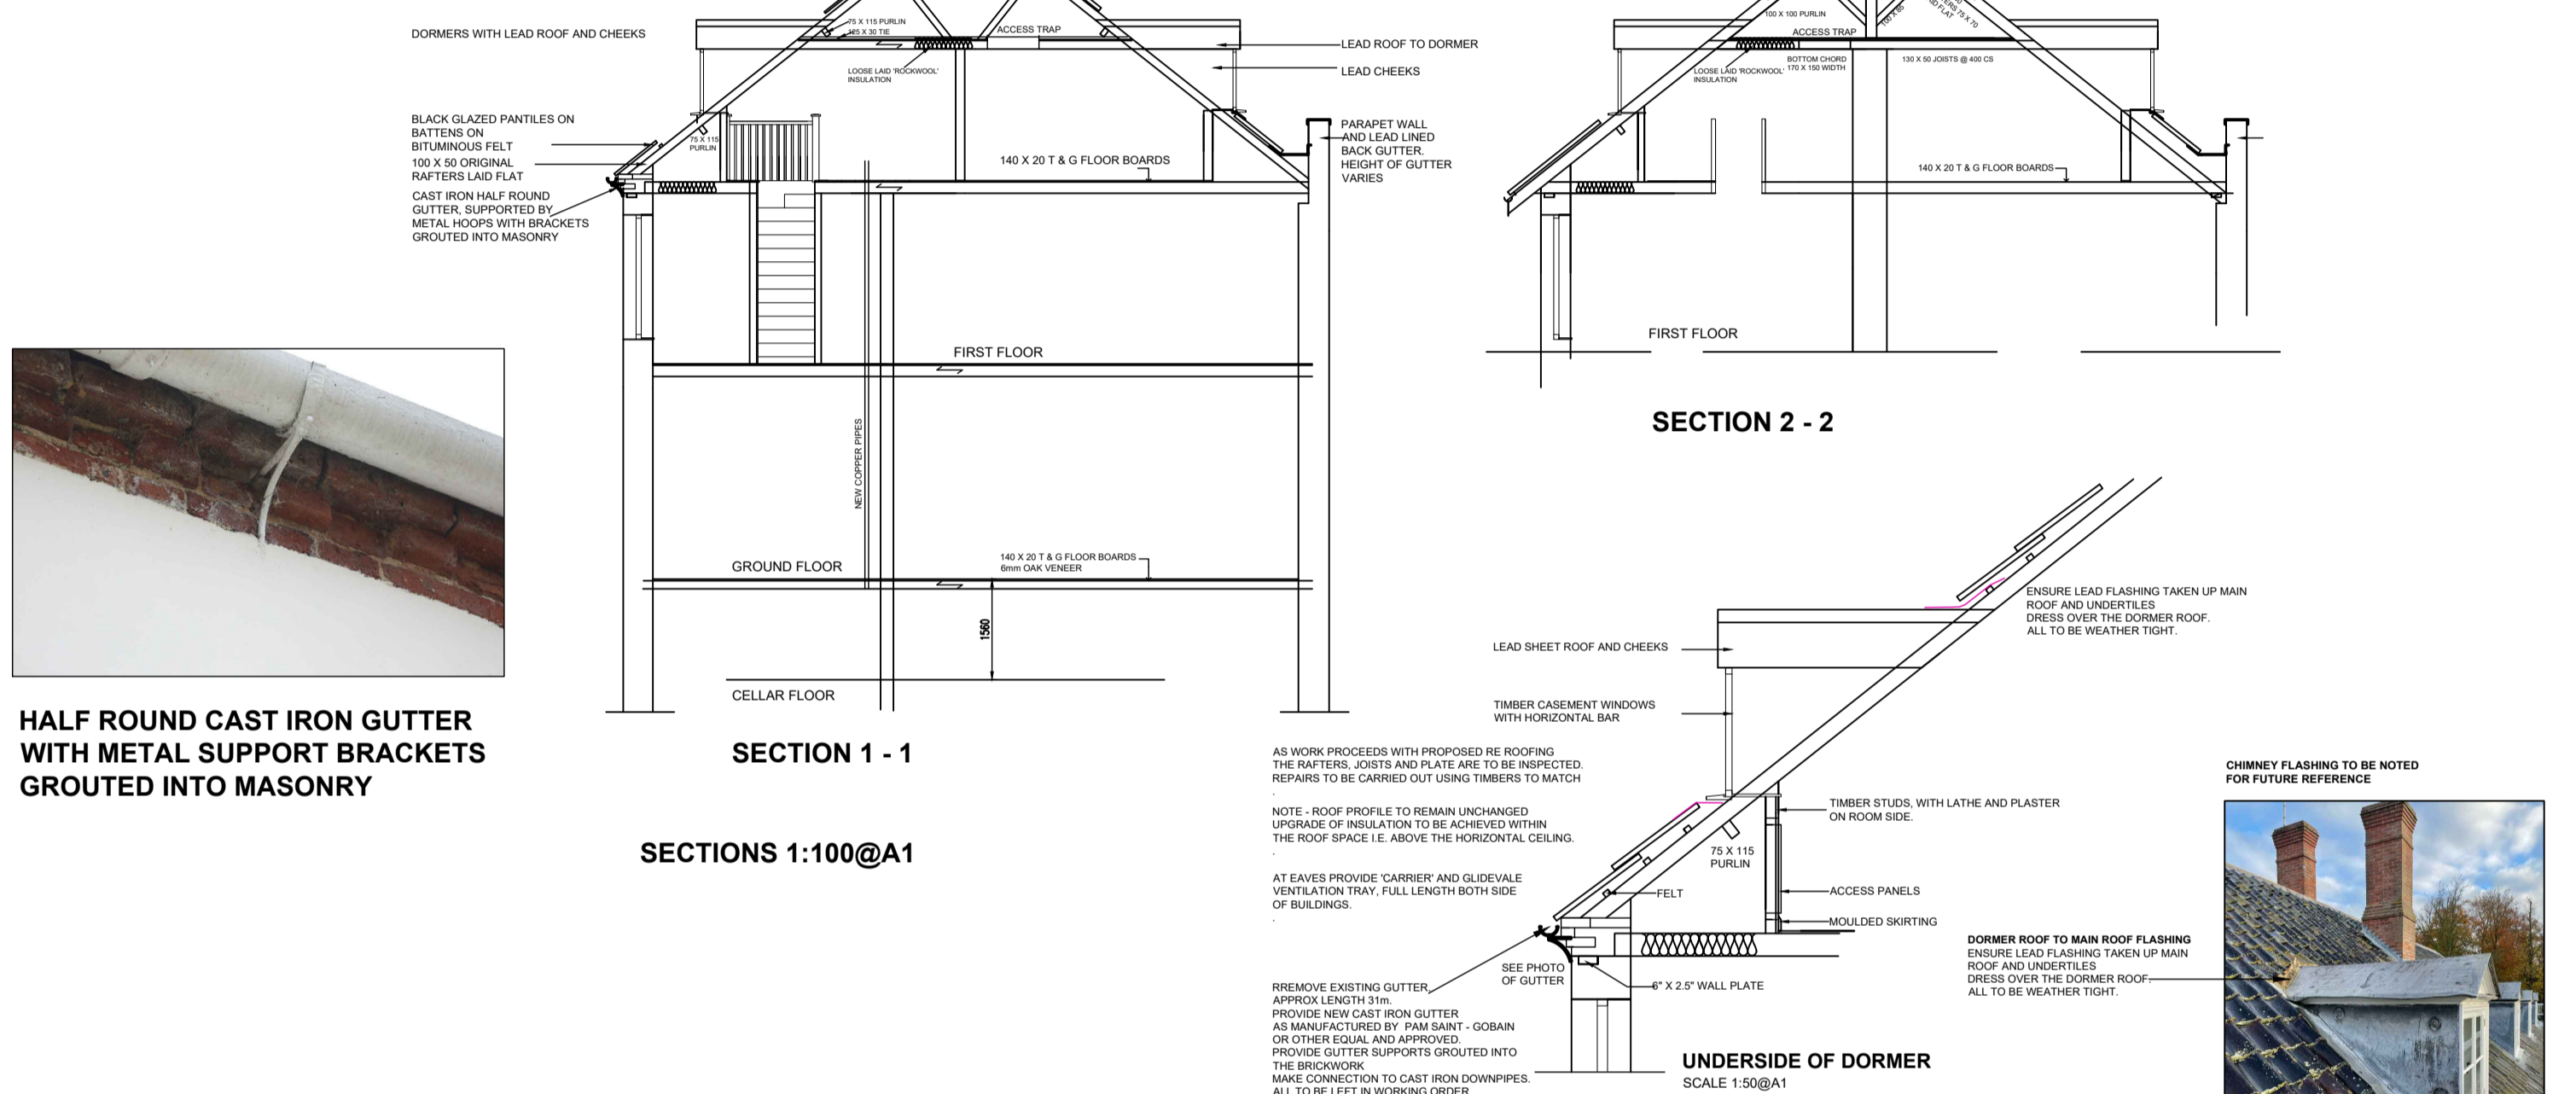 DORMERS WITH LEAD ROOF AND CHEEKS
BLACK GLAZED PANTILES ON
BATTENS ON
BITUMINOUS FELT
100 X 50 ORIGINAL
RAFTERS LAID FLAT
CAST IRON HALF ROUND
GUTTER, SUPPORTED BY
METAL HOOPS WITH BRACKETS
GROUTED INTO MASONRY
75 X 115 PURLIN
125 X 30 TIE
ACCESS TRAP
LOOSE LAID 'ROCKWOOL'
INSULATION
75 X 115
PURLIN
140 X 20 T & G FLOOR BOARDS
LEAD ROOF TO DORMER
LEAD CHEEKS
PARAPET WALL
AND LEAD LINED
BACK GUTTER.
HEIGHT OF GUTTER
VARIES
FIRST FLOOR
NEW COPPER PIPES
GROUND FLOOR
140 X 20 T & G FLOOR BOARDS
6mm OAK VENEER
1560
CELLAR FLOOR
SECTION 1 - 1
SECTIONS 1:100@A1
HALF ROUND CAST IRON GUTTER
WITH METAL SUPPORT BRACKETS
GROUTED INTO MASONRY
100 X 100 PURLIN
100 X 85
75 X 70
FLAT
ACCESS TRAP
LOOSE LAID 'ROCKWOOL'
INSULATION
BOTTOM CHORD
170 X 150 WIDTH
130 X 50 JOISTS @ 400 CS
140 X 20 T & G FLOOR BOARDS
FIRST FLOOR
SECTION 2 - 2
ENSURE LEAD FLASHING TAKEN UP MAIN
ROOF AND UNDERTILES
DRESS OVER THE DORMER ROOF.
ALL TO BE WEATHER TIGHT.
LEAD SHEET ROOF AND CHEEKS
TIMBER CASEMENT WINDOWS
WITH HORIZONTAL BAR
AS WORK PROCEEDS WITH PROPOSED RE ROOFING
THE RAFTERS, JOISTS AND PLATE ARE TO BE INSPECTED.
REPAIRS TO BE CARRIED OUT USING TIMBERS TO MATCH
.
NOTE - ROOF PROFILE TO REMAIN UNCHANGED
UPGRADE OF INSULATION TO BE ACHIEVED WITHIN
THE ROOF SPACE I.E. ABOVE THE HORIZONTAL CEILING.
.
AT EAVES PROVIDE 'CARRIER' AND GLIDEVALE
VENTILATION TRAY, FULL LENGTH BOTH SIDE
OF BUILDINGS.
.
RREMOVE EXISTING GUTTER,
APPROX LENGTH 31m.
PROVIDE NEW CAST IRON GUTTER
AS MANUFACTURED BY PAM SAINT - GOBAIN
OR OTHER EQUAL AND APPROVED.
PROVIDE GUTTER SUPPORTS GROUTED INTO
THE BRICKWORK
MAKE CONNECTION TO CAST IRON DOWNPIPES.
ALL TO BE LEFT IN WORKING ORDER
TIMBER STUDS, WITH LATHE AND PLASTER
ON ROOM SIDE.
75 X 115
PURLIN
FELT
ACCESS PANELS
MOULDED SKIRTING
SEE PHOTO
OF GUTTER
6" X 2.5" WALL PLATE
UNDERSIDE OF DORMER
SCALE 1:50@A1
CHIMNEY FLASHING TO BE NOTED
FOR FUTURE REFERENCE
DORMER ROOF TO MAIN ROOF FLASHING
ENSURE LEAD FLASHING TAKEN UP MAIN
ROOF AND UNDERTILES
DRESS OVER THE DORMER ROOF.
ALL TO BE WEATHER TIGHT.